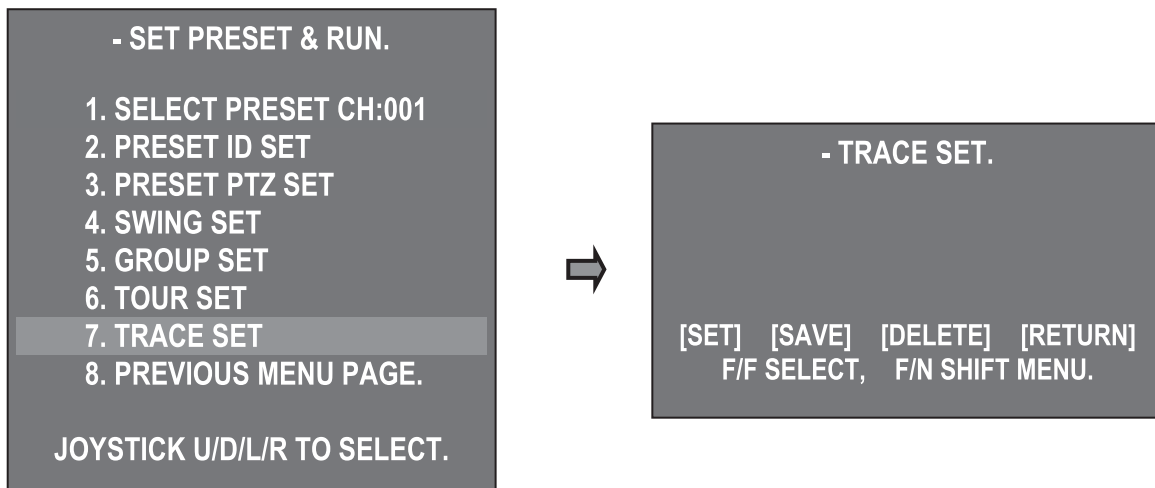 - SET PRESET & RUN.
1. SELECT PRESET CH:001
2. PRESET ID SET
3. PRESET PTZ SET
4. SWING SET
5. GROUP SET
6. TOUR SET
7. TRACE SET
8. PREVIOUS MENU PAGE.
JOYSTICK U/D/L/R TO SELECT.
- TRACE SET.
[SET] [SAVE] [DELETE] [RETURN]
F/F SELECT, F/N SHIFT MENU.